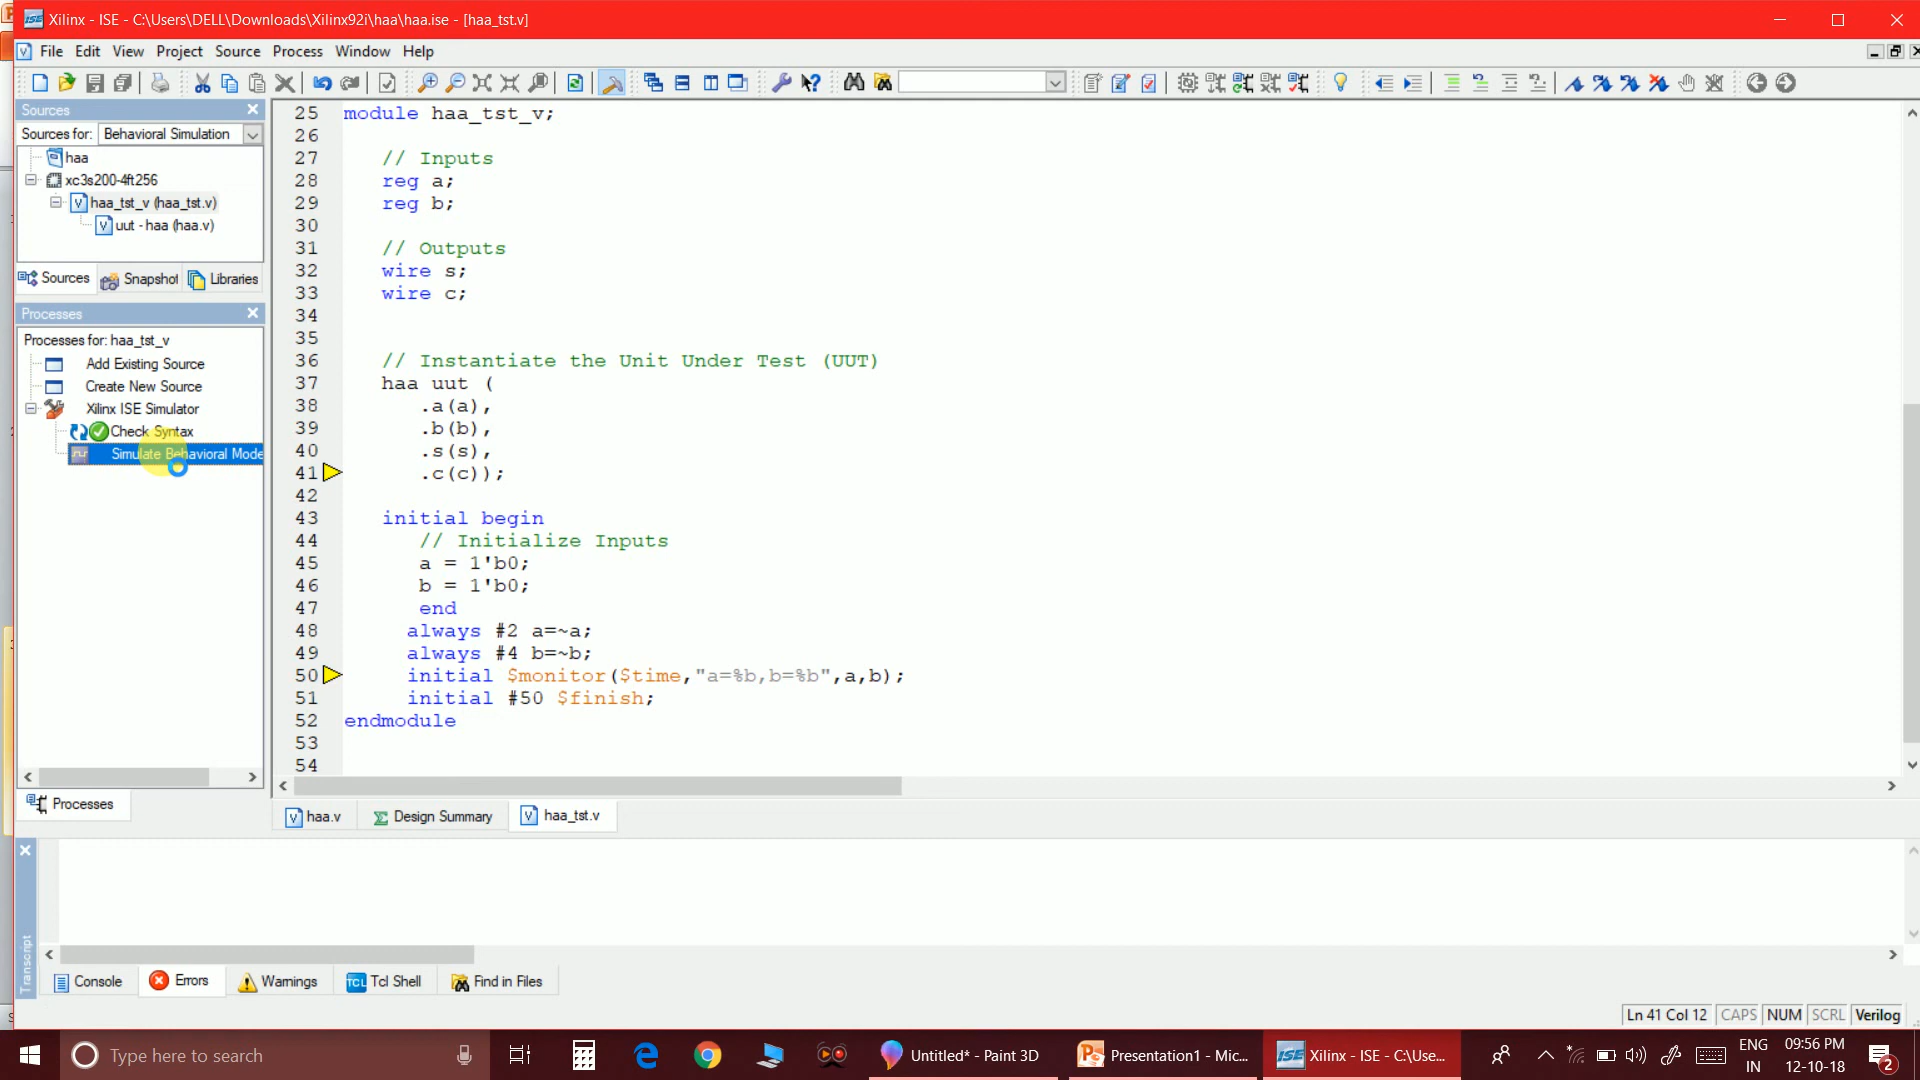 Xilinx - ISE - C:\Users\DELL\Downloads\Xilinx92i\haa\haa.ise - [haa_tst.v]
File Edit View Project Source Process Window Help
Sources
Sources for: Behavioral Simulation
haa
xc3s200-4ft256
haa_tst_v (haa_tst.v)
uut - haa (haa.v)
Sources Snapshot Libraries
Processes
Processes for: haa_tst_v
Add Existing Source
Create New Source
Xilinx ISE Simulator
Check Syntax
Simulate Behavioral Mode
Processes
25 module haa_tst_v;
26
27 // Inputs
28 reg a;
29 reg b;
30
31 // Outputs
32 wire s;
33 wire c;
34
35
36 // Instantiate the Unit Under Test (UUT)
37 haa uut (
38 .a(a),
39 .b(b),
40 .s(s),
41 .c(c));
42
43 initial begin
44 // Initialize Inputs
45 a = 1'b0;
46 b = 1'b0;
47 end
48 always #2 a=~a;
49 always #4 b=~b;
50 initial $monitor($time,"a=%b,b=%b",a,b);
51 initial #50 $finish;
52 endmodule
53
54
haa.v Design Summary haa_tst.v
Transcript
Console Errors Warnings TCL Tcl Shell Find in Files
Ln 41 Col 12 CAPS NUM SCRL Verilog
Type here to search
Untitled* - Paint 3D
Presentation1 - Mic...
ISE Xilinx - ISE - C:\Use...
ENG
IN
09:56 PM
12-10-18
2